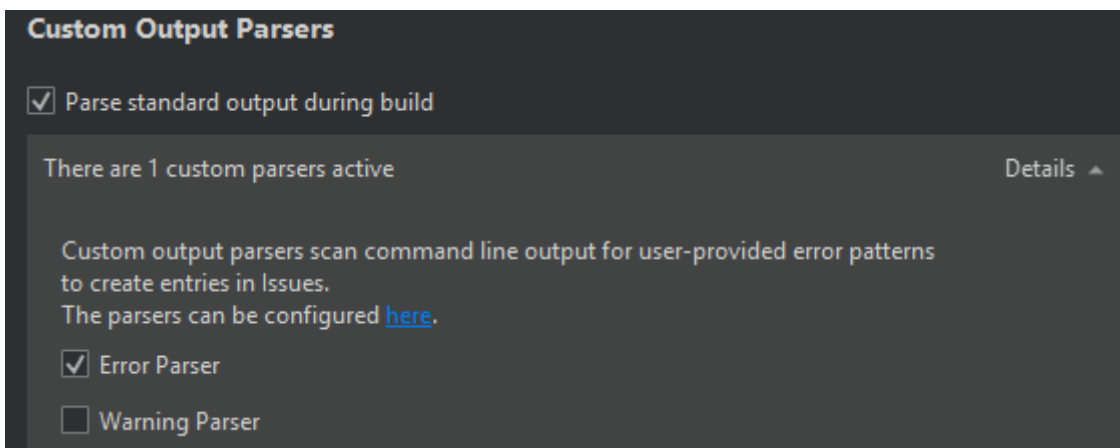 Custom Output Parsers
Parse standard output during build
There are 1 custom parsers active
Details
Custom output parsers scan command line output for user-provided error patterns
to create entries in Issues.
The parsers can be configured here.
Error Parser
Warning Parser